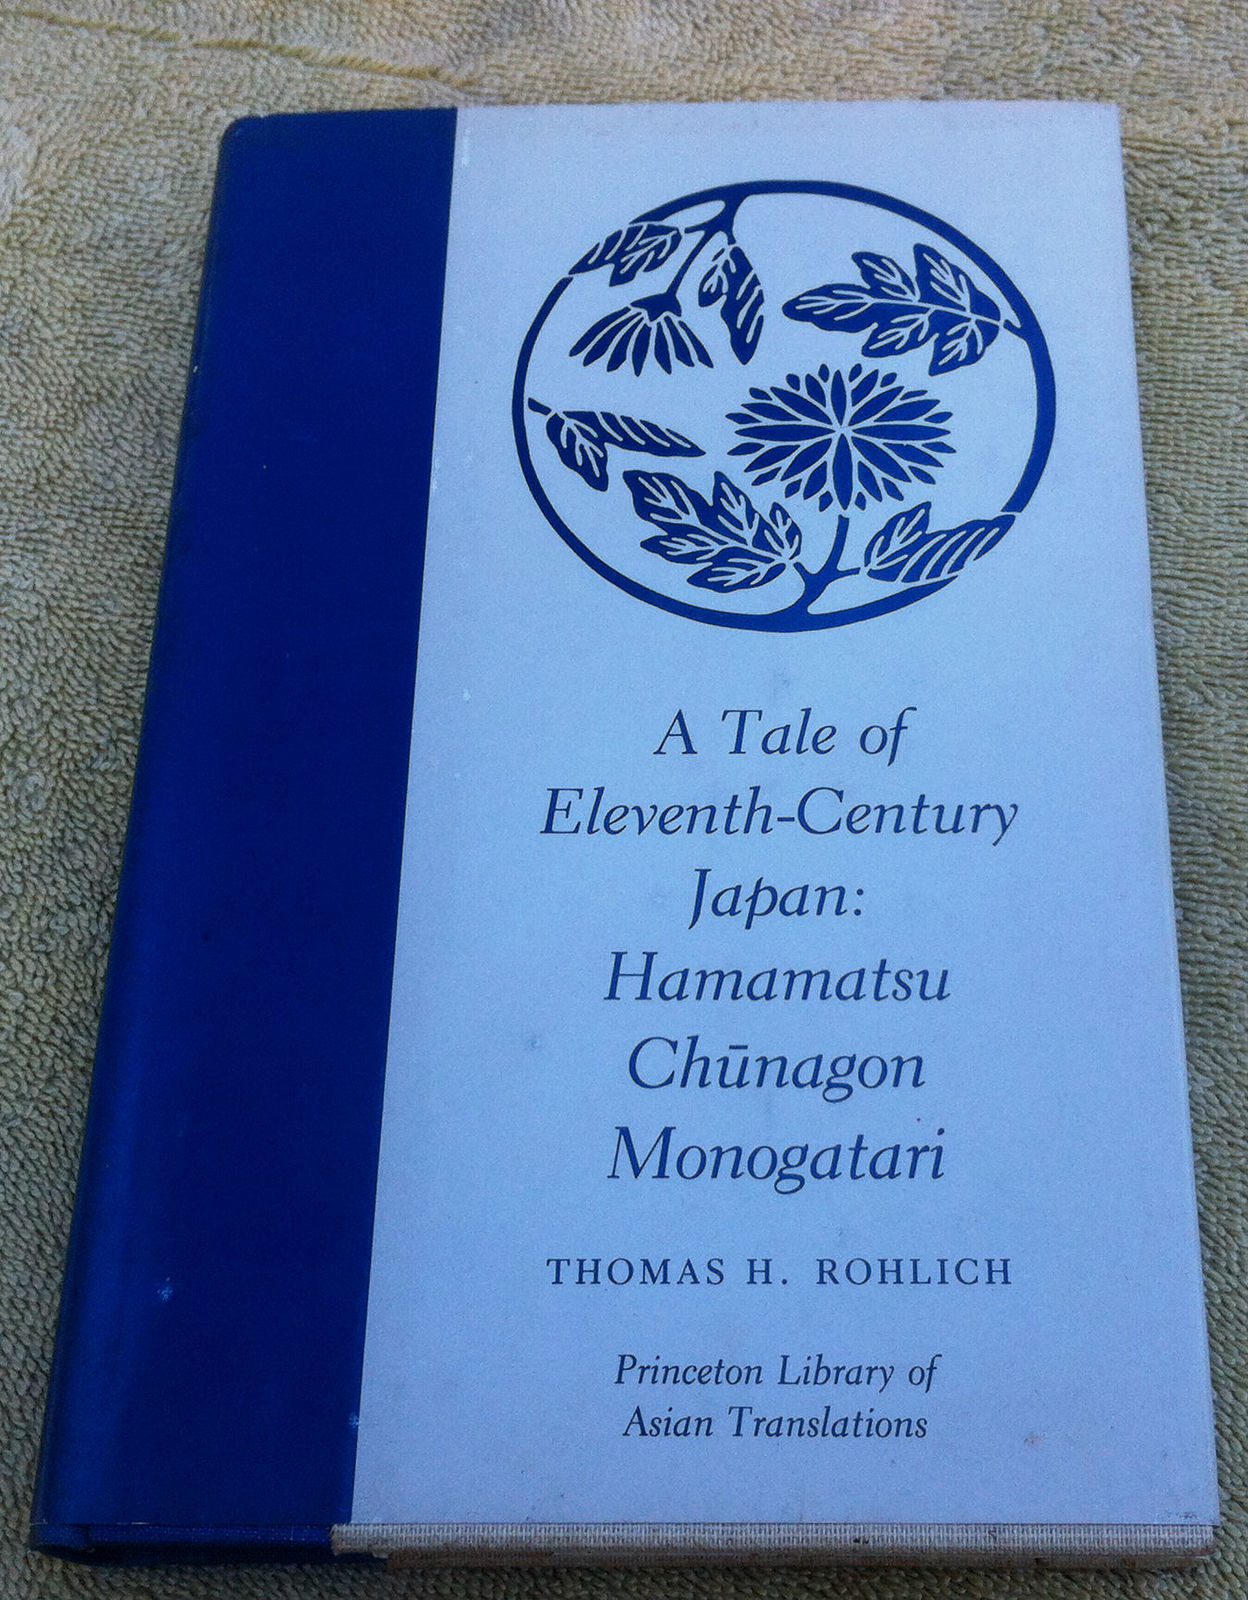 A Tale of
Eleventh-Century
Japan:
Hamamatsu
Chūnagon
Monogatari
THOMAS H. ROHLICH
Princeton Library of
Asian Translations